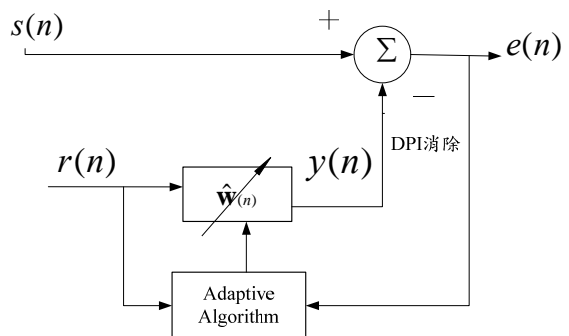 s(n)
+
Σ
e(n)
—
DPI消除
r(n)
y(n)
ŵ(n)
Adaptive
Algorithm